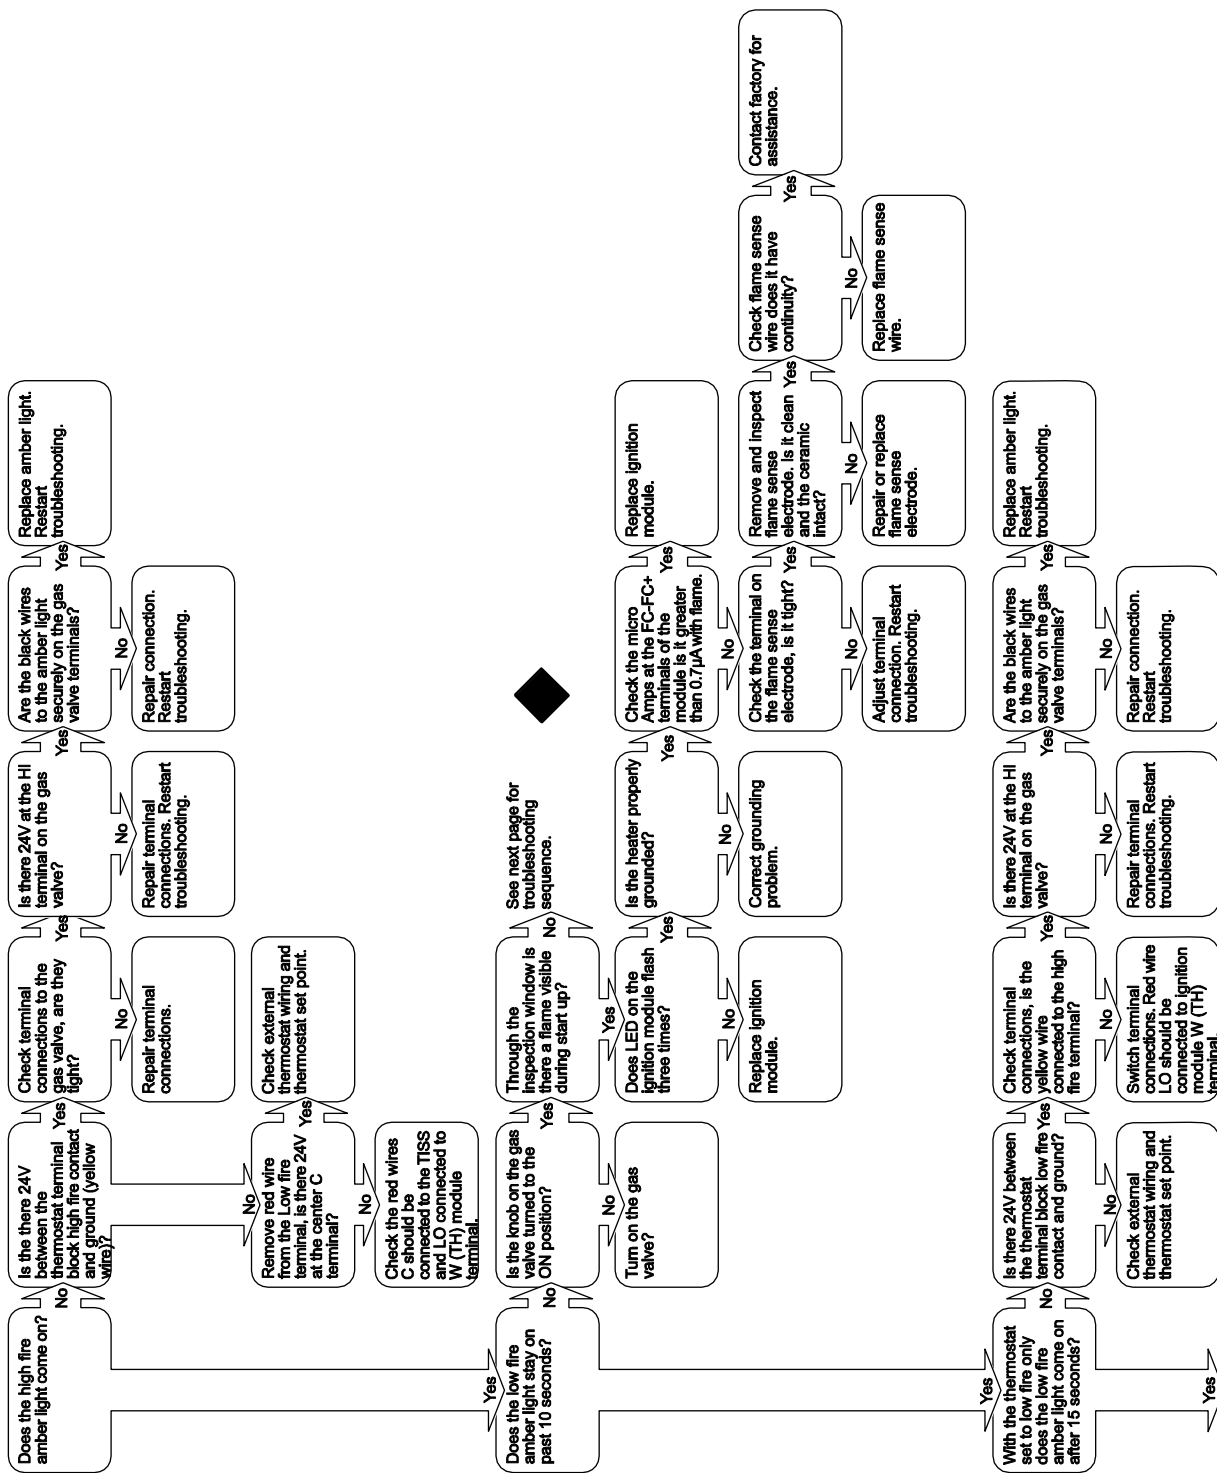 Does the high fire
amber light come on?
No
Is the there 24V
between the
thermostat terminal
block high fire contact
and ground (yellow
wire)?
Yes
Check terminal
connections to the
gas valve, are they
tight?
Yes
Is there 24V at the HI
terminal on the gas
valve?
Yes
Are the black wires
to the amber light
securely on the gas
valve terminals?
Yes
Replace amber light.
Restart
troubleshooting.
No
Repair terminal
connections.
No
Repair terminal
connections. Restart
troubleshooting.
No
Repair connection.
Restart
troubleshooting.
No
Remove red wire
from the Low fire
terminal, is there 24V
at the center C
terminal?
Yes
Check external
thermostat wiring and
thermostat set point.
No
Check the red wires
C should be
connected to the TISS
and LO connected to
W (TH) module
terminal.
Yes
Does the low fire
amber light stay on
past 10 seconds?
No
Is the knob on the gas
valve turned to the
ON position?
Yes
Through the
inspection window is
there a flame visible
during start up?
No
See next page for
troubleshooting
sequence.
No
Turn on the gas
valve?
Yes
Does LED on the
ignition module flash
three times?
Yes
Is the heater properly
grounded?
Yes
Check the micro
Amps at the FC-FC+
terminals of the
module is it greater
than 0.7µA with flame.
Yes
Replace ignition
module.
No
Replace ignition
module.
No
Correct grounding
problem.
No
Check the terminal on
the flame sense
electrode, is it tight?
Yes
Remove and inspect
flame sense
electrode. Is it clean
and the ceramic
intact?
Yes
Check flame sense
wire does it have
continuity?
Yes
Contact factory for
assistance.
No
Adjust terminal
connection. Restart
troubleshooting.
No
Repair or replace
flame sense
electrode.
No
Replace flame sense
wire.
Yes
With the thermostat
set to low fire only
does the low fire
amber light come on
after 15 seconds?
No
Is there 24V between
the the thermostat
terminal block low fire
contact and ground?
Yes
Check terminal
connections, is the
yellow wire
connected to the high
fire terminal?
Yes
Is there 24V at the HI
terminal on the gas
valve?
Yes
Are the black wires
to the amber light
securely on the gas
valve terminals?
Yes
Replace amber light.
Restart
troubleshooting.
No
Check external
thermostat wiring and
thermostat set point.
No
Switch terminal
connections. Red wire
LO should be
connected to ignition
module W (TH)
terminal.
No
Repair terminal
connections. Restart
troubleshooting.
No
Repair connection.
Restart
troubleshooting.
Yes